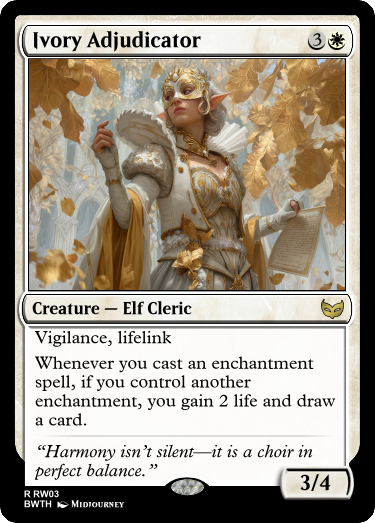 Ivory Adjudicator 3
Creature — Elf Cleric
Vigilance, lifelink
Whenever you cast an enchantment
spell, if you control another
enchantment, you gain 2 life and draw
a card.
“Harmony isn’t silent—it is a choir in
perfect balance.”
3/4
R RW03
BWTH Midjourney